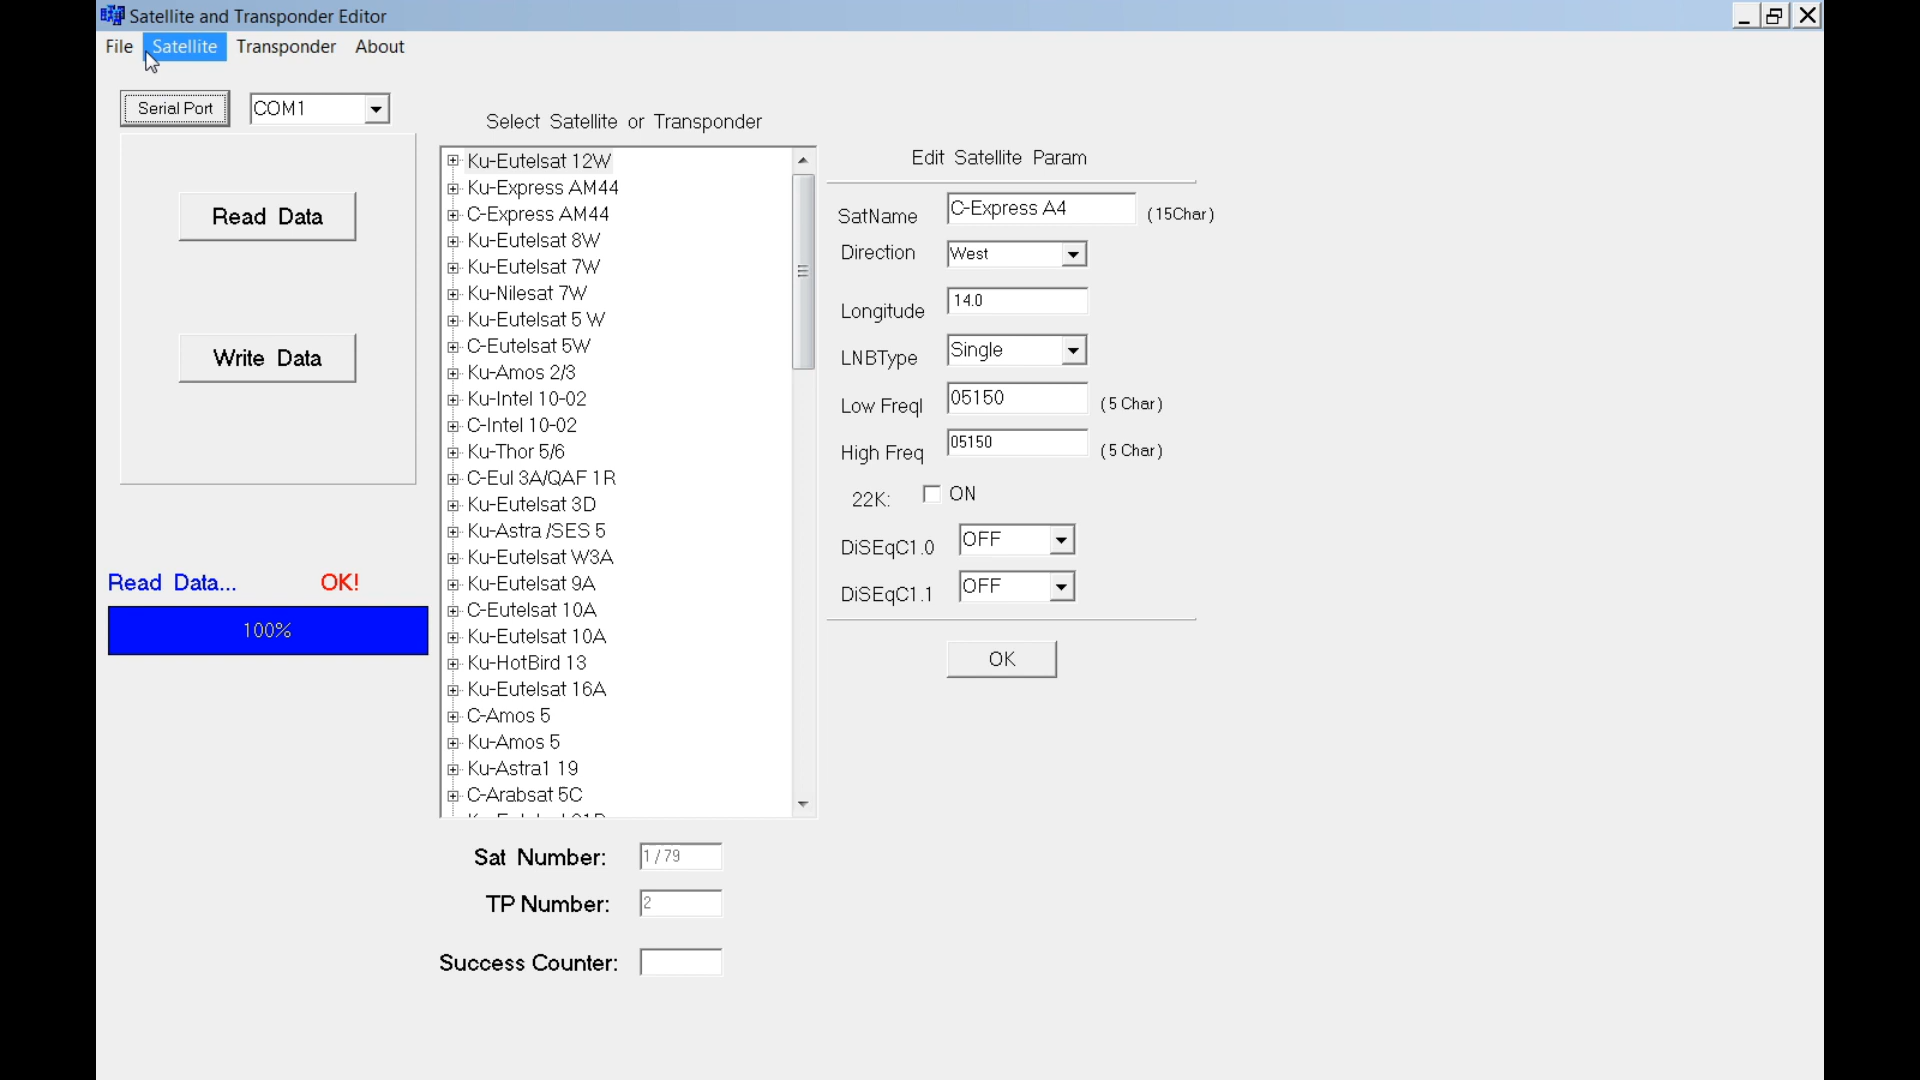 Satellite and Transponder Editor
File Satellite Transponder About
Serial Port COM1
Read Data
Write Data
Read Data... OK!
100%
Select Satellite or Transponder
Ku-Eutelsat 12W
Ku-Express AM44
C-Express AM44
Ku-Eutelsat 8W
Ku-Eutelsat 7W
Ku-Nilesat 7W
Ku-Eutelsat 5 W
C-Eutelsat 5W
Ku-Amos 2/3
Ku-Intel 10-02
C-Intel 10-02
Ku-Thor 5/6
C-Eul 3A/QAF 1R
Ku-Eutelsat 3D
Ku-Astra /SES 5
Ku-Eutelsat W3A
Ku-Eutelsat 9A
C-Eutelsat 10A
Ku-Eutelsat 10A
Ku-HotBird 13
Ku-Eutelsat 16A
C-Amos 5
Ku-Amos 5
Ku-Astra1 19
C-Arabsat 5C
Sat Number: 1/79
TP Number: 2
Success Counter:
Edit Satellite Param
SatName C-Express A4 (15Char)
Direction West
Longitude 14.0
LNBType Single
Low Freql 05150 (5 Char)
High Freq 05150 (5 Char)
22K: ON
DiSEqC1.0 OFF
DiSEqC1.1 OFF
OK